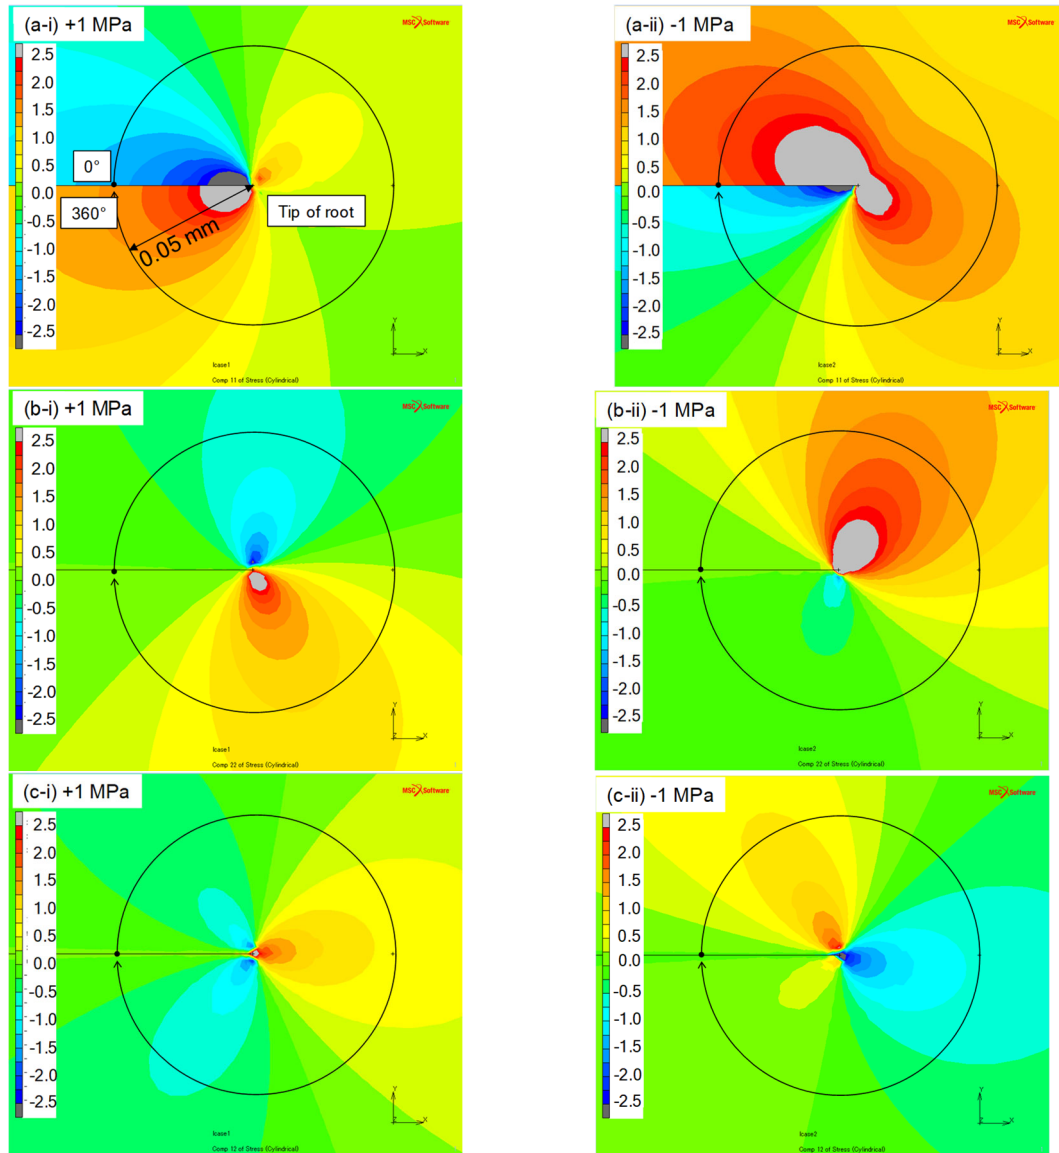 (a-i) +1 MPa
MSC Software
2.5
2.0
1.5
1.0
0.5
0.0
-0.5
-1.0
-1.5
-2.0
-2.5
0°
360°
0.05 mm
Tip of root
Y
Z X
lcase1
Comp 11 of Stress (Cylindrical)
(a-ii) -1 MPa
MSC Software
2.5
2.0
1.5
1.0
0.5
0.0
-0.5
-1.0
-1.5
-2.0
-2.5
Y
Z X
lcase2
Comp 11 of Stress (Cylindrical)
(b-i) +1 MPa
MSC Software
2.5
2.0
1.5
1.0
0.5
0.0
-0.5
-1.0
-1.5
-2.0
-2.5
Y
Z X
lcase1
Comp 22 of Stress (Cylindrical)
(b-ii) -1 MPa
MSC Software
2.5
2.0
1.5
1.0
0.5
0.0
-0.5
-1.0
-1.5
-2.0
-2.5
Y
Z X
lcase2
Comp 22 of Stress (Cylindrical)
(c-i) +1 MPa
MSC Software
2.5
2.0
1.5
1.0
0.5
0.0
-0.5
-1.0
-1.5
-2.0
-2.5
Y
Z X
lcase1
Comp 12 of Stress (Cylindrical)
(c-ii) -1 MPa
MSC Software
2.5
2.0
1.5
1.0
0.5
0.0
-0.5
-1.0
-1.5
-2.0
-2.5
Y
Z X
lcase2
Comp 12 of Stress (Cylindrical)